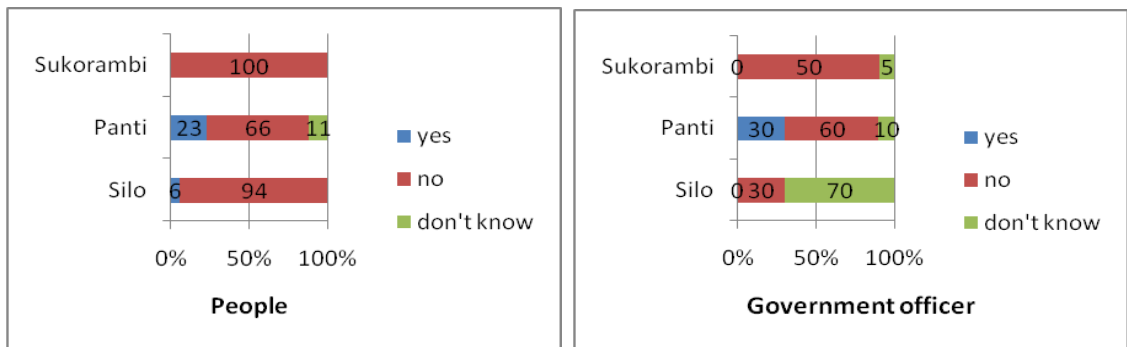 Sukorambi 100
Panti 23 66 11
Silo 6 94
0% 50% 100%
yes
no
don't know
People
Sukorambi 0 50 5
Panti 30 60 10
Silo 0 30 70
0% 50% 100%
yes
no
don't know
Government officer